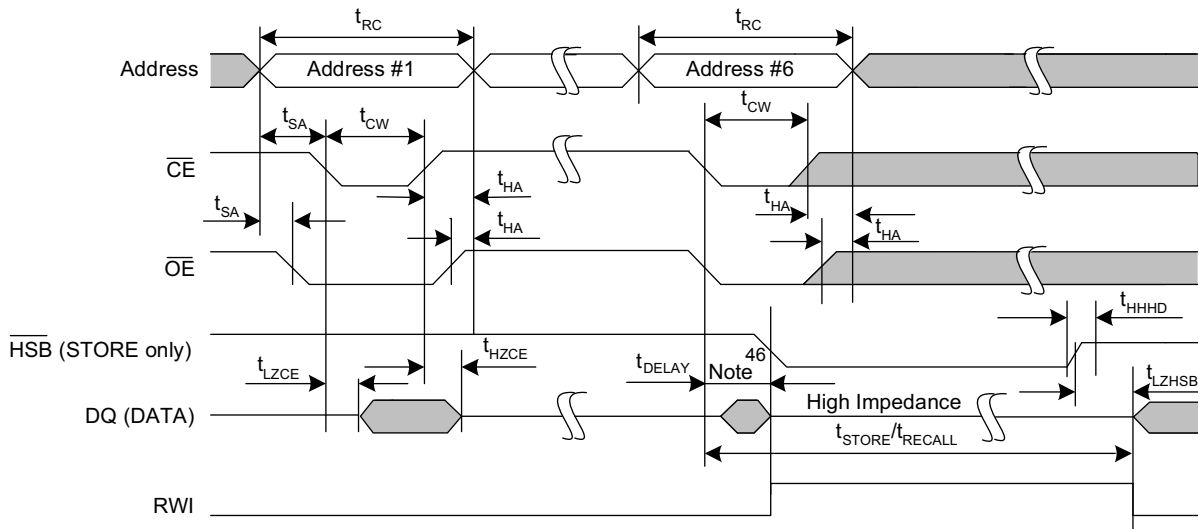 tRC tRC
Address Address #1 Address #6
tCW
tSA tCW
CE
tHA
tSA tHA
tHA tHA
OE
tHHHD
HSB (STORE only)
tLZCE tHZCE tDELAY Note 46 tLZHSB
DQ (DATA) High Impedance
tSTORE/tRECALL
RWI